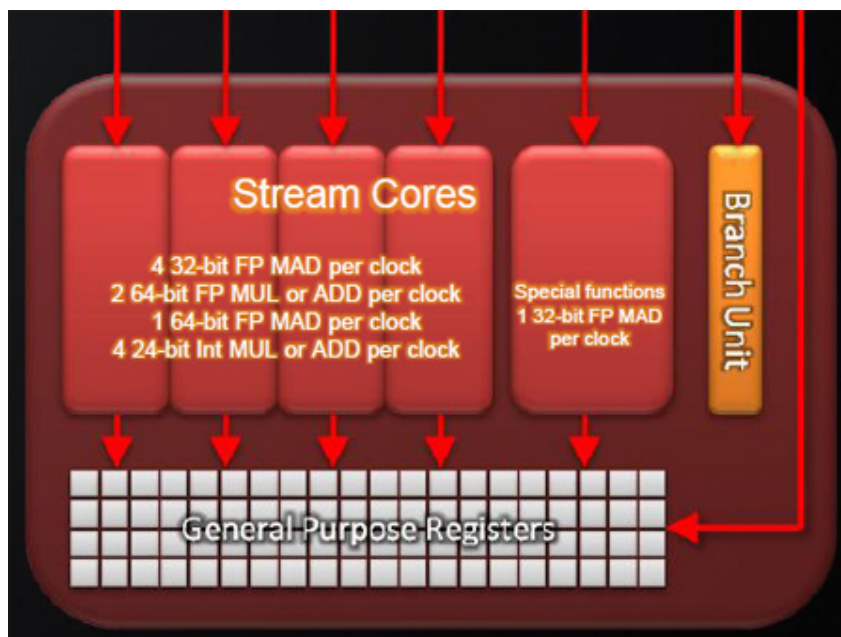 Stream Cores
4 32-bit FP MAD per clock
2 64-bit FP MUL or ADD per clock
1 64-bit FP MAD per clock
4 24-bit Int MUL or ADD per clock
Special functions
1 32-bit FP MAD
per clock
Branch Unit
General Purpose Registers